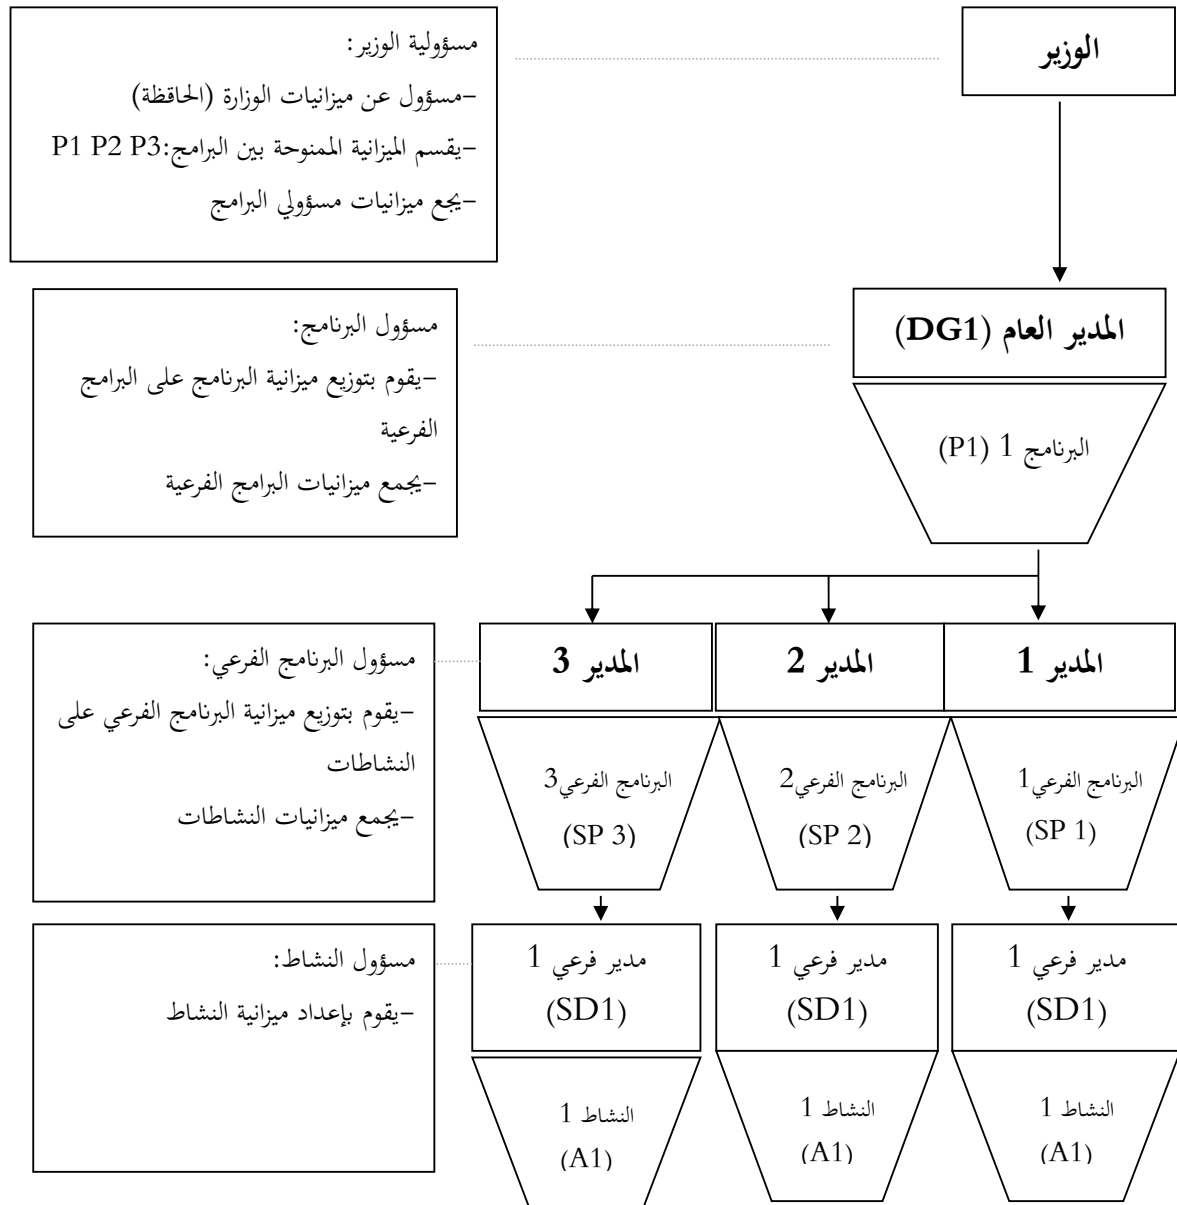 الوزير
مسؤولية الوزير:
-مسؤول عن ميزانيات الوزارة (الحاقظة)
-يقسم الميزانية الممنوحة بين البرامج:P1 P2 P3
-يجع ميزانيات مسؤولي البرامج
المدير العام (DG1)
البرنامج 1 (P1)
مسؤول البرنامج:
-يقوم بتوزيع ميزانية البرنامج على البرامج
الفرعية
-يجمع ميزانيات البرامج الفرعية
المدير 1
المدير 2
المدير 3
البرنامج الفرعي1
(SP 1)
البرنامج الفرعي2
(SP 2)
البرنامج الفرعي3
(SP 3)
مسؤول البرنامج الفرعي:
-يقوم بتوزيع ميزانية البرنامج الفرعي على
النشاطات
-يجمع ميزانيات النشاطات
مدير فرعي 1
(SD1)
مدير فرعي 1
(SD1)
مدير فرعي 1
(SD1)
النشاط 1
(A1)
النشاط 1
(A1)
النشاط 1
(A1)
مسؤول النشاط:
-يقوم بإعداد ميزانية النشاط